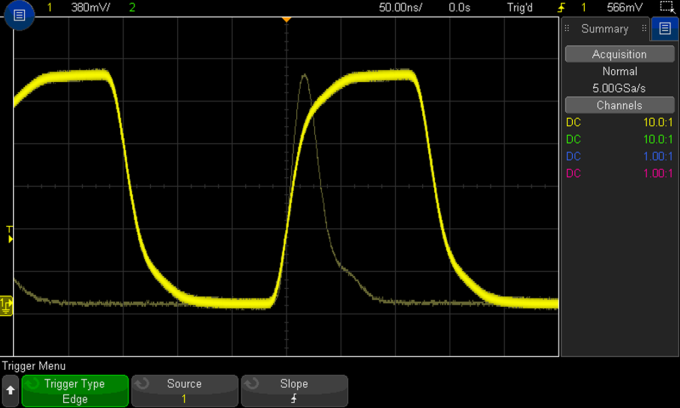 1 380mV/ 2 50.00ns/ 0.0s Trig'd 1 566mV
Summary
Acquisition
Normal
5.00GSa/s
Channels
DC 10.0:1
DC 10.0:1
DC 1.00:1
DC 1.00:1
T
1
Trigger Menu
Trigger Type
Edge
Source
1
Slope